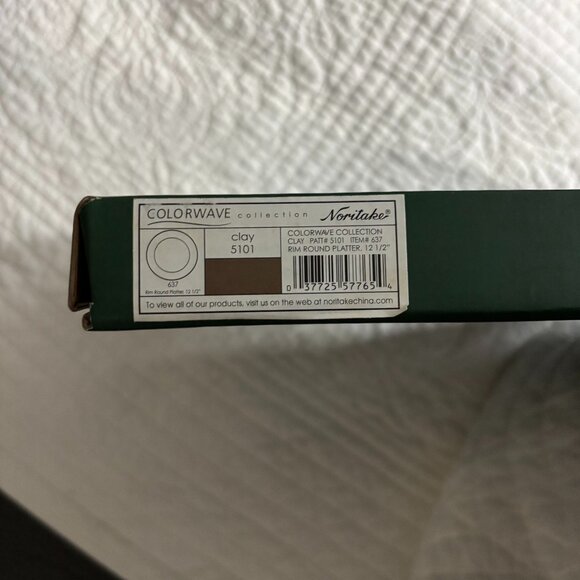 COLORWAVE collection Noritake®
637
Rim Round Platter, 12 1/2"
clay
5101
COLORWAVE COLLECTION
CLAY PATT# 5101 ITEM# 637
RIM ROUND PLATTER, 12 1/2"
0 37725 57765 4
To view all of our products, visit us on the web at noritakechina.com